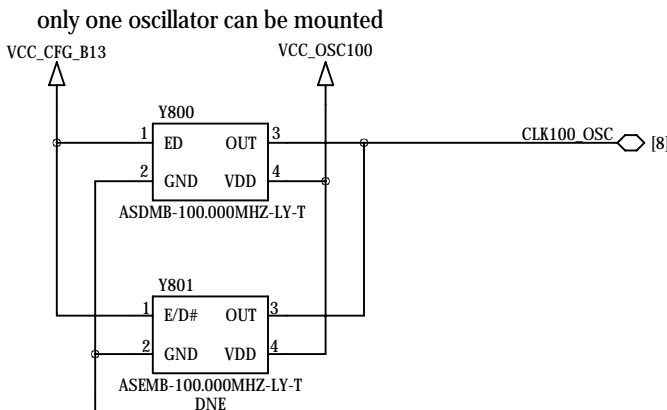 only one oscillator can be mounted
VCC_CFG_B13
VCC_OSC100
Y800
1 ED OUT 3
CLK100_OSC [8]
2 GND VDD 4
ASDMB-100.000MHZ-LY-T
Y801
1 E/D# OUT 3
2 GND VDD 4
ASEMB-100.000MHZ-LY-T
DNE